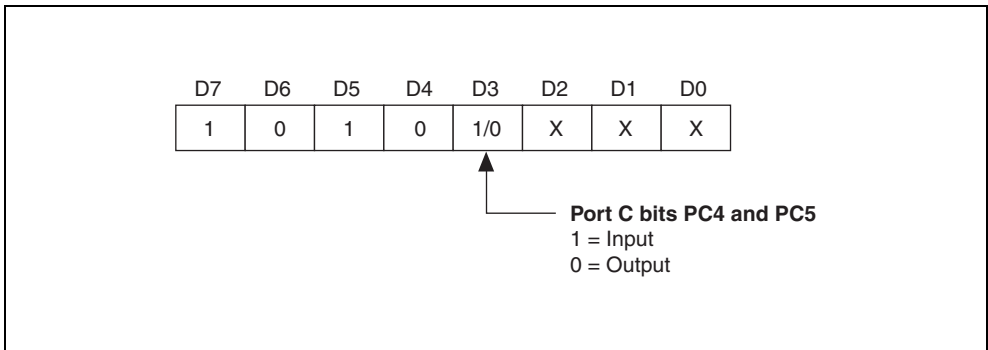 D7 D6 D5 D4 D3 D2 D1 D0
1 0 1 0 1/0 X X X
Port C bits PC4 and PC5
1 = Input
0 = Output